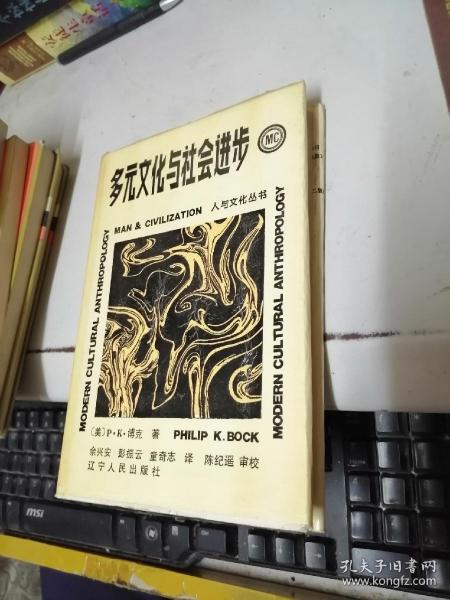 多元文化与社会进步
MC
MAN & CIVILIZATION 人与文化丛书
MODERN CULTURAL ANTHROPOLOGY
MODERN CULTURAL ANTHROPOLOGY
〔美〕P·K·博克 著 PHILIP K. BOCK
余兴安 彭振云 童奇志 译 陈纪遥 审校
辽宁人民出版社
msi
孔夫子旧书网
www.kongfz.com